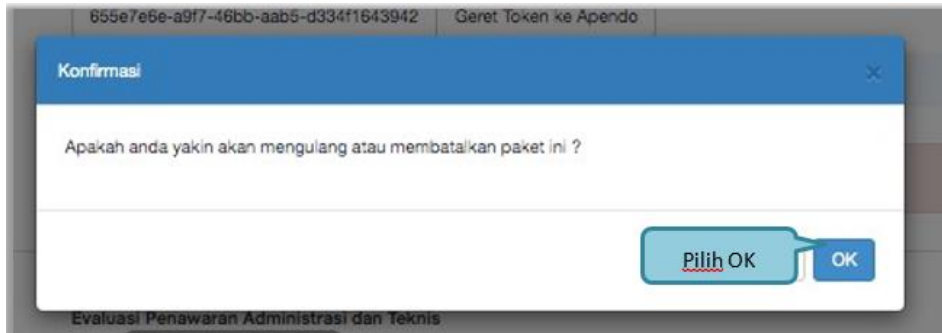 655e7e6e-a9f7-46bb-aab5-d334f1643942 Geret Token ke Apendo
Konfirmasi ×
Apakah anda yakin akan mengulang atau membatalkan paket ini ?
Pilih OK OK
Evaluasi Penawaran Administrasi dan Teknis